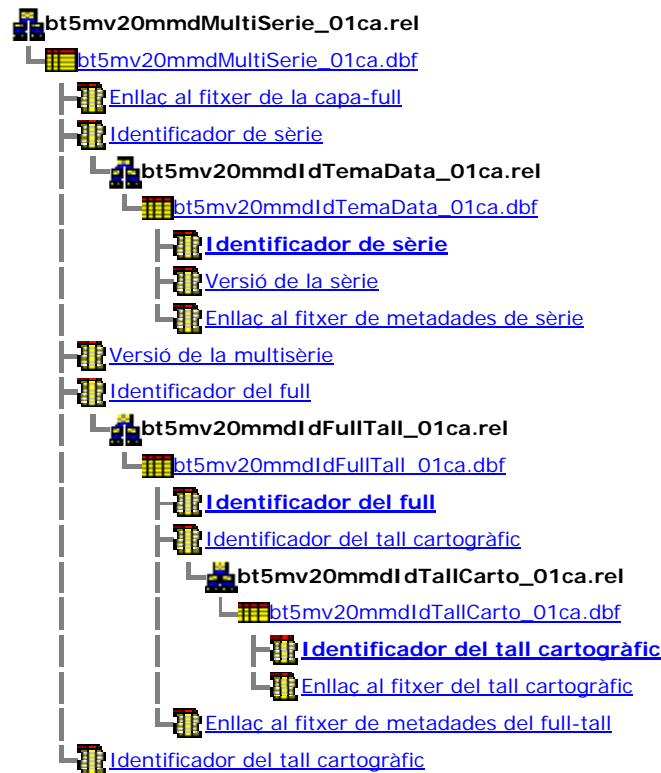 bt5mv20mmdMultiSerie_01ca.rel
bt5mv20mmdMultiSerie_01ca.dbf
Enllaç al fitxer de la capa-full
Identificador de sèrie
bt5mv20mmdIdTemaData_01ca.rel
bt5mv20mmdIdTemaData_01ca.dbf
Identificador de sèrie
Versió de la sèrie
Enllaç al fitxer de metadades de sèrie
Versió de la multisèrie
Identificador del full
bt5mv20mmdIdFullTall_01ca.rel
bt5mv20mmdIdFullTall_01ca.dbf
Identificador del full
Identificador del tall cartogràfic
bt5mv20mmdIdTallCarto_01ca.rel
bt5mv20mmdIdTallCarto_01ca.dbf
Identificador del tall cartogràfic
Enllaç al fitxer del tall cartogràfic
Enllaç al fitxer de metadades del full-tall
Identificador del tall cartogràfic